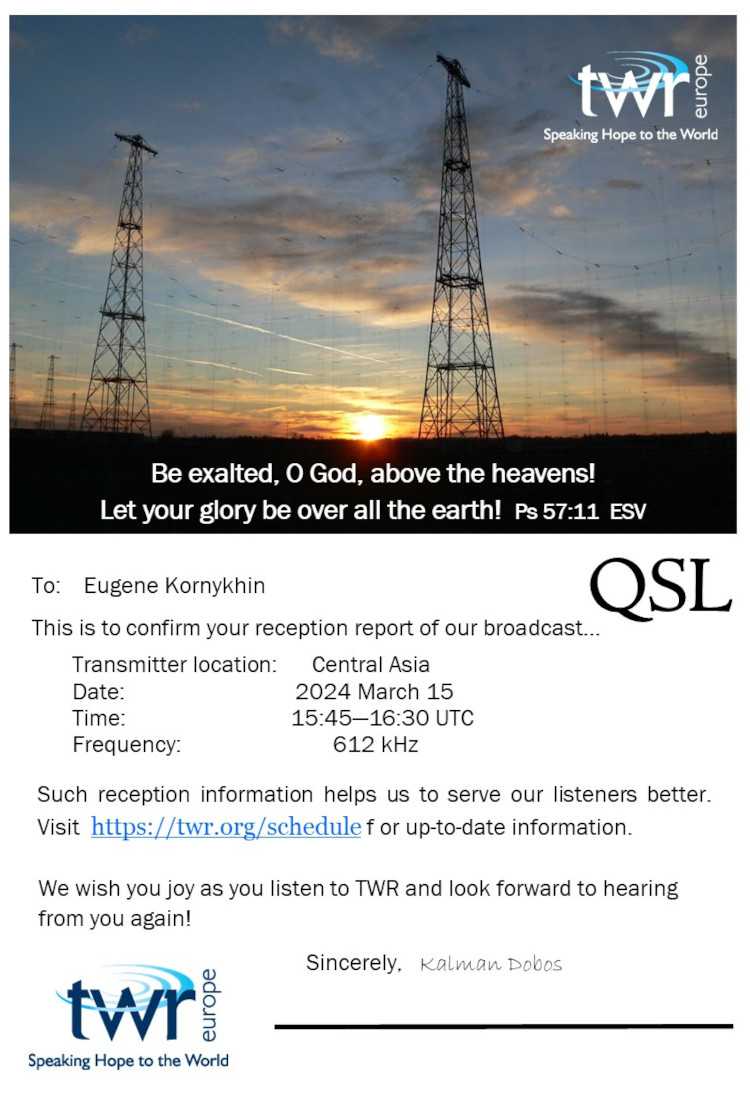 twr europe
Speaking Hope to the World
Be exalted, O God, above the heavens!
Let your glory be over all the earth! Ps 57:11 ESV
QSL
To: Eugene Kornykhin
This is to confirm your reception report of our broadcast...
Transmitter location: Central Asia
Date: 2024 March 15
Time: 15:45—16:30 UTC
Frequency: 612 kHz
Such reception information helps us to serve our listeners better.
Visit https://twr.org/schedule f or up-to-date information.
We wish you joy as you listen to TWR and look forward to hearing
from you again!
Sincerely, Kalman Dobos
twr europe
Speaking Hope to the World